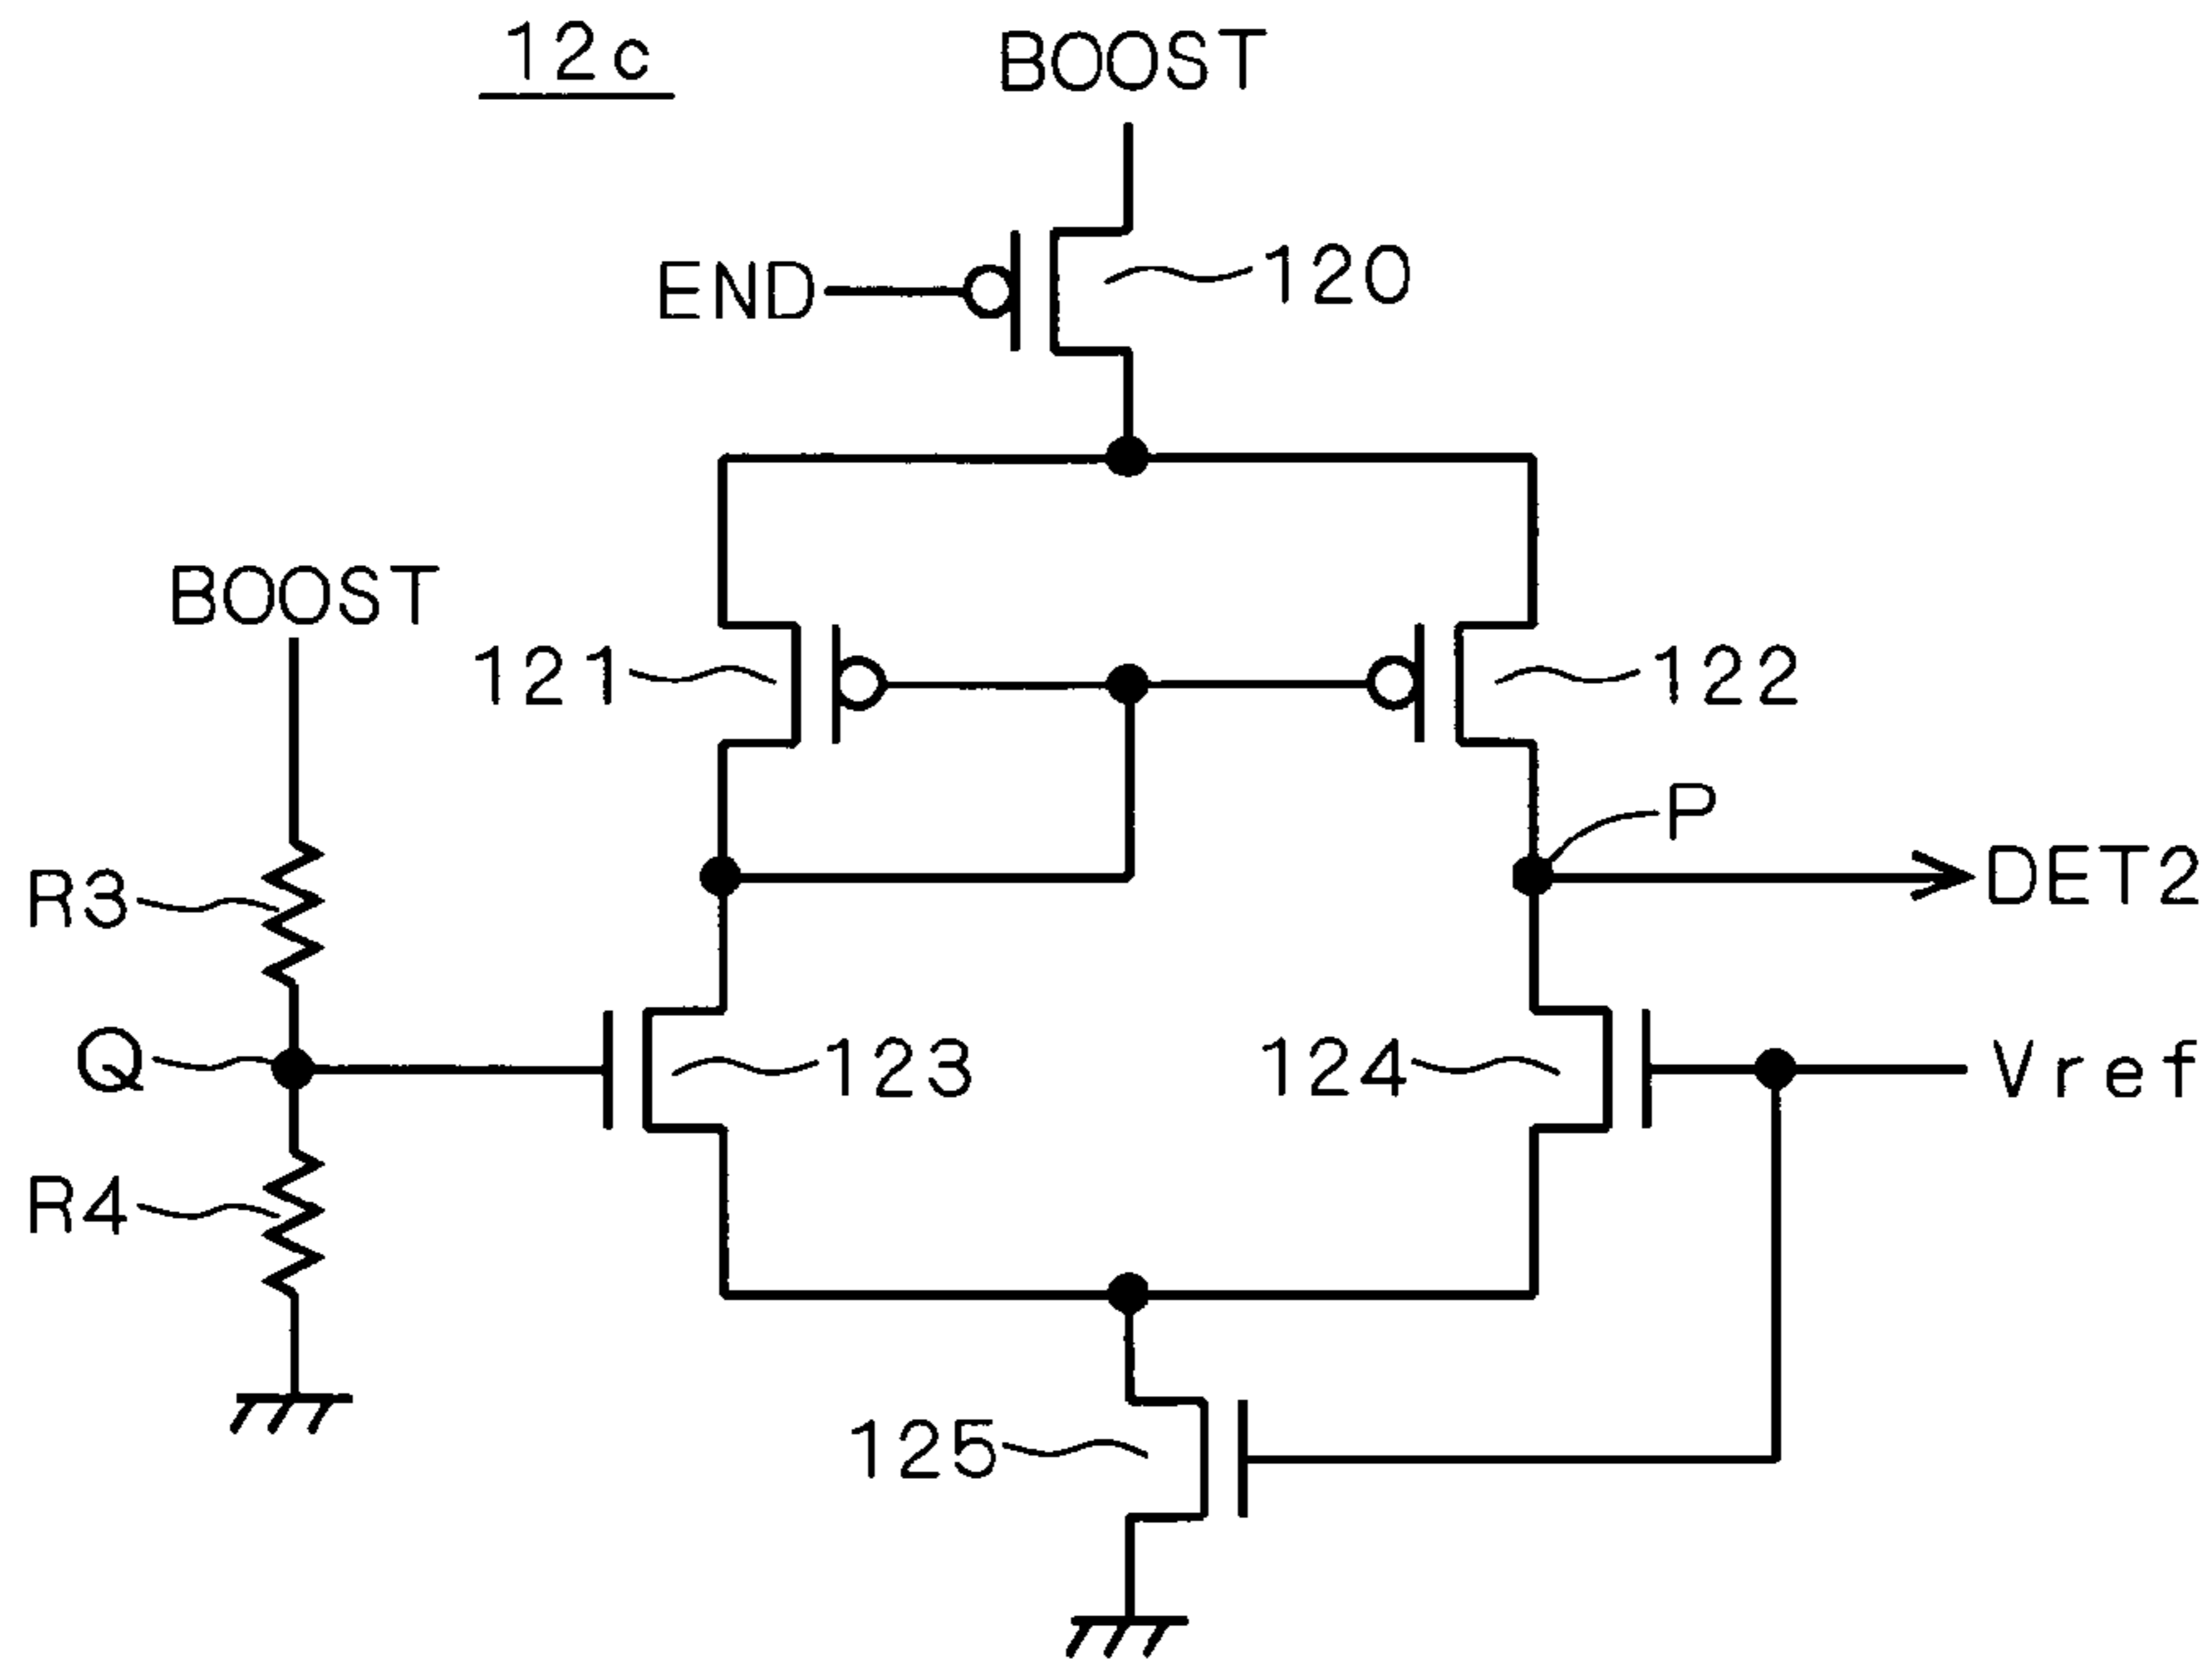 12c
BOOST
END
120
BOOST
121
122
P
R3
DET2
Q
123
124
Vref
R4
125